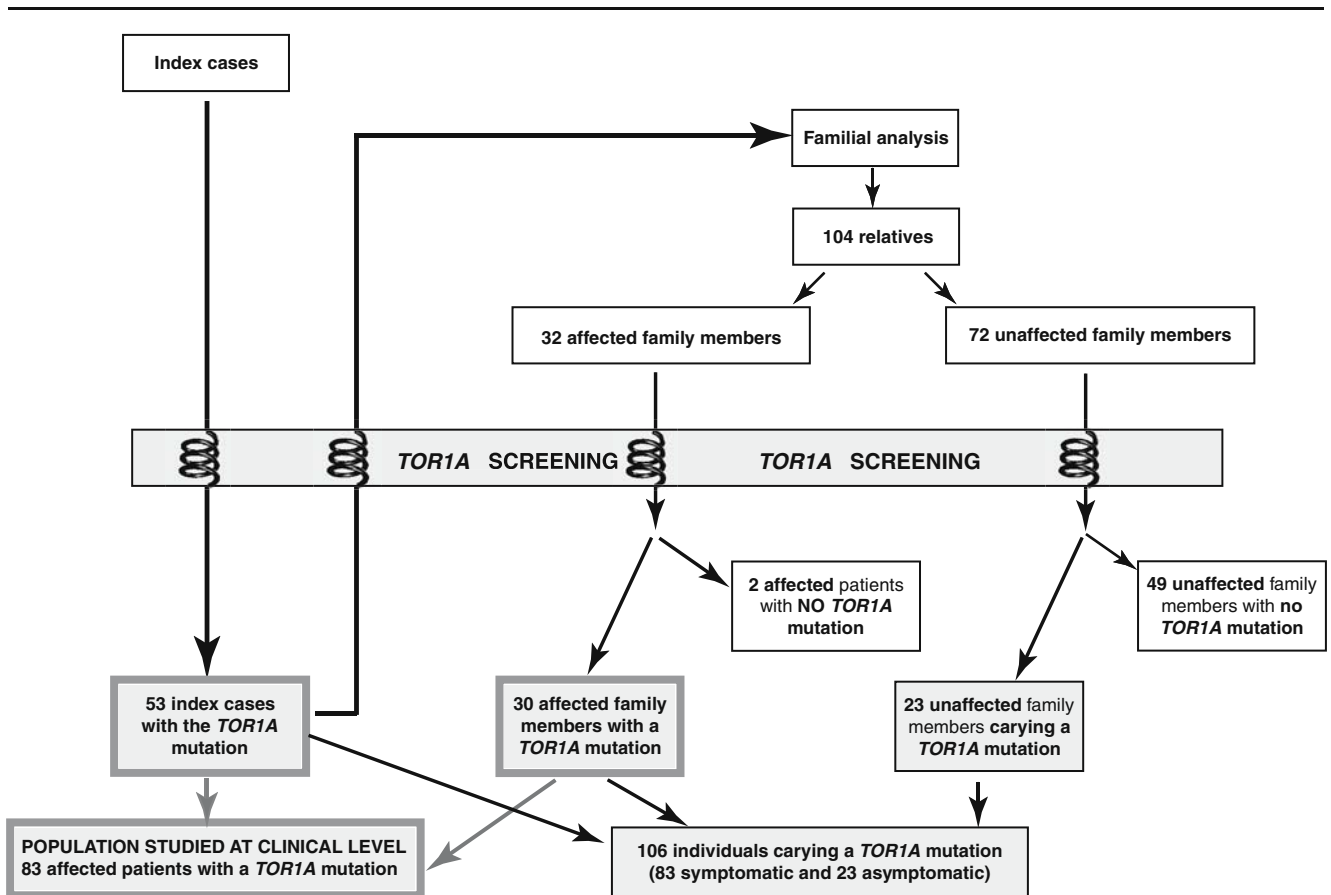 Index cases
Familial analysis
104 relatives
32 affected family members
72 unaffected family members
TOR1A SCREENING
TOR1A SCREENING
2 affected patients
with NO TOR1A
mutation
49 unaffected family
members with no
TOR1A mutation
53 index cases
with the TOR1A
mutation
30 affected family
members with a
TOR1A mutation
23 unaffected family
members carying a
TOR1A mutation
POPULATION STUDIED AT CLINICAL LEVEL
83 affected patients with a TOR1A mutation
106 individuals carying a TOR1A mutation
(83 symptomatic and 23 asymptomatic)